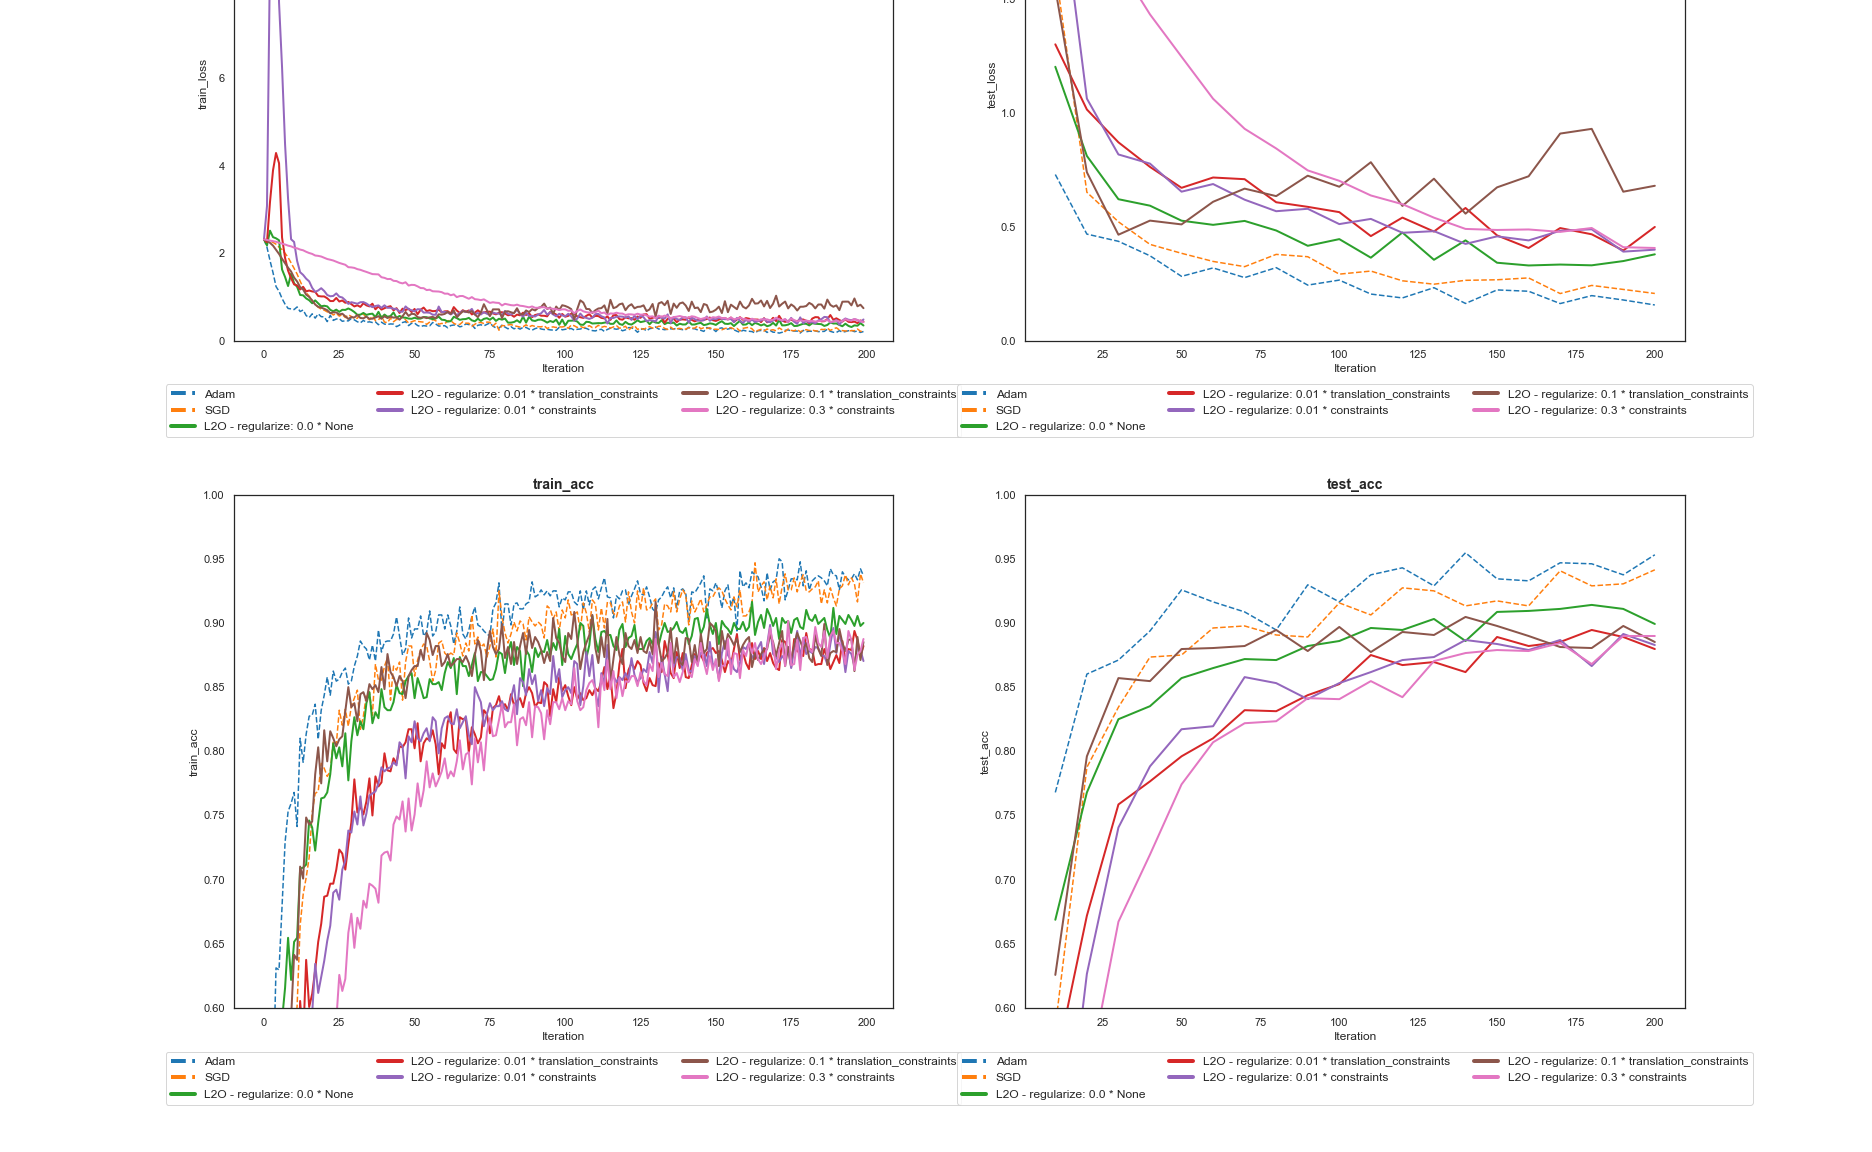 train_loss
6
4
2
0
0 25 50 75 100 125 150 175 200
Iteration
Adam
SGD
L2O - regularize: 0.0 * None
L2O - regularize: 0.01 * translation_constraints
L2O - regularize: 0.01 * constraints
L2O - regularize: 0.1 * translation_constraints
L2O - regularize: 0.3 * constraints
test_loss
1.0
0.5
0.0
25 50 75 100 125 150 175 200
Iteration
Adam
SGD
L2O - regularize: 0.0 * None
L2O - regularize: 0.01 * translation_constraints
L2O - regularize: 0.01 * constraints
L2O - regularize: 0.1 * translation_constraints
L2O - regularize: 0.3 * constraints
train_acc
train_acc
1.00
0.95
0.90
0.85
0.80
0.75
0.70
0.65
0.60
0 25 50 75 100 125 150 175 200
Iteration
Adam
SGD
L2O - regularize: 0.0 * None
L2O - regularize: 0.01 * translation_constraints
L2O - regularize: 0.01 * constraints
L2O - regularize: 0.1 * translation_constraints
L2O - regularize: 0.3 * constraints
test_acc
test_acc
1.00
0.95
0.90
0.85
0.80
0.75
0.70
0.65
0.60
25 50 75 100 125 150 175 200
Iteration
Adam
SGD
L2O - regularize: 0.0 * None
L2O - regularize: 0.01 * translation_constraints
L2O - regularize: 0.01 * constraints
L2O - regularize: 0.1 * translation_constraints
L2O - regularize: 0.3 * constraints